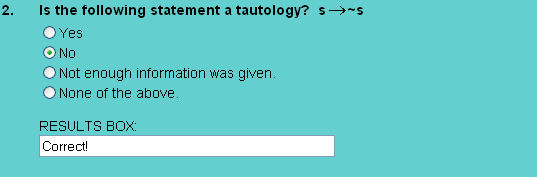 2. Is the following statement a tautology? s→~s
Yes
No
Not enough information was given.
None of the above.
RESULTS BOX:
Correct!